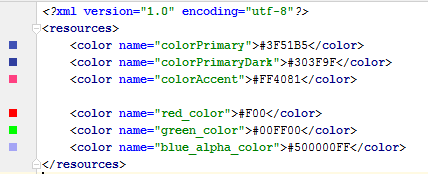 <?xml version="1.0" encoding="utf-8"?>
<resources>
<color name="colorPrimary">#3F51B5</color>
<color name="colorPrimaryDark">#303F9F</color>
<color name="colorAccent">#FF4081</color>
<color name="red_color">#F00</color>
<color name="green_color">#00FF00</color>
<color name="blue_alpha_color">#500000FF</color>
</resources>